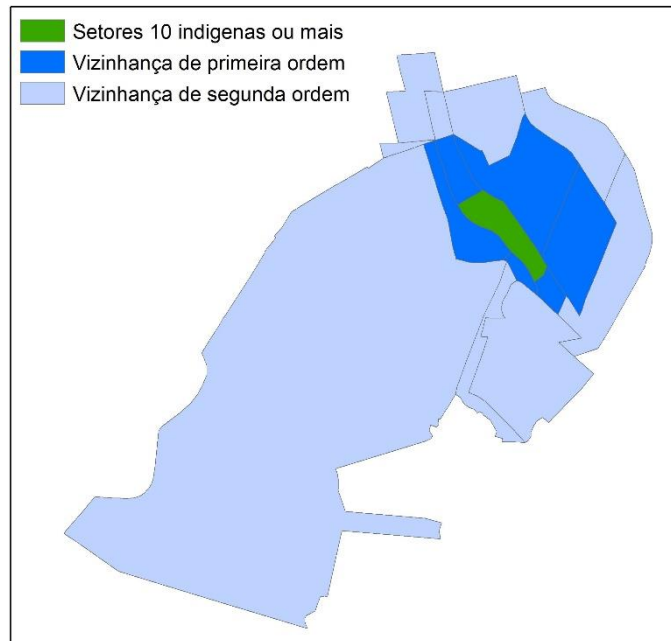 Setores 10 indigenas ou mais
Vizinhança de primeira ordem
Vizinhança de segunda ordem